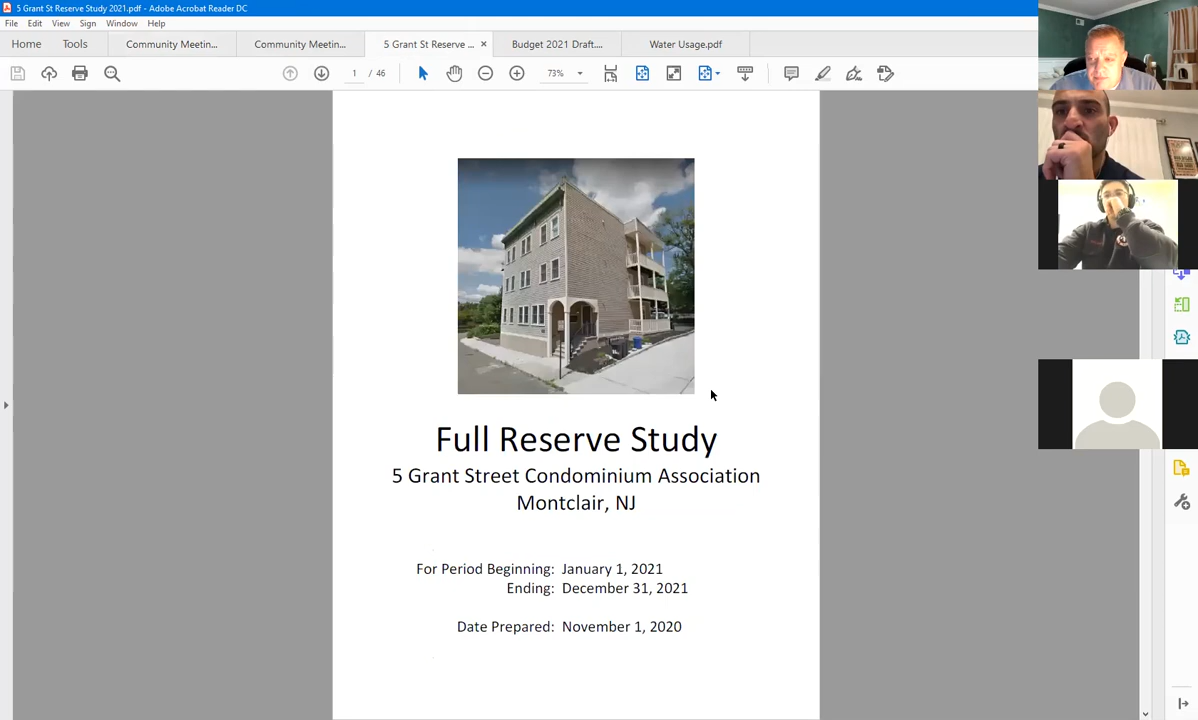 5 Grant St Reserve Study 2021.pdf - Adobe Acrobat Reader DC
File Edit View Sign Window Help
Home Tools Community Meetin... Community Meetin... 5 Grant St Reserve ... × Budget 2021 Draft.... Water Usage.pdf
1 / 46 73%
Full Reserve Study
5 Grant Street Condominium Association
Montclair, NJ
For Period Beginning: January 1, 2021
Ending: December 31, 2021
Date Prepared: November 1, 2020